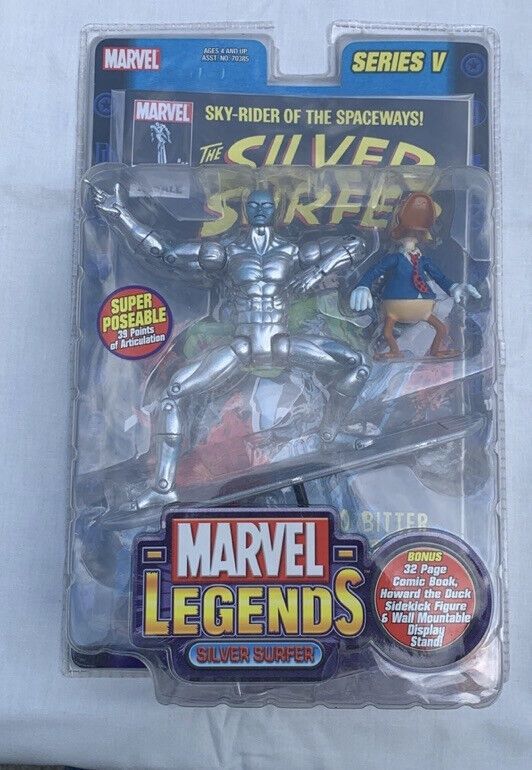 MARVEL
AGES 4 AND UP
ASST. NO. 70385
SERIES V
MARVEL
SKY-RIDER OF THE SPACEWAYS!
THE SILVER
SURFER
SUPER
POSEABLE
39 Points
of Articulation
O BITTER
MARVEL
LEGENDS
SILVER SURFER
BONUS
32 Page
Comic Book,
Howard the Duck
Sidekick Figure
& Wall Mountable
Display
Stand!